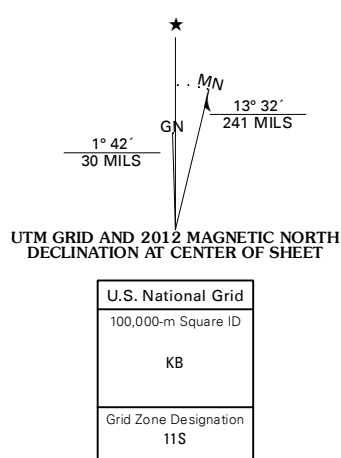 ★
MN
GN
13° 32´
241 MILS
1° 42´
30 MILS
UTM GRID AND 2012 MAGNETIC NORTH
DECLINATION AT CENTER OF SHEET
U.S. National Grid
100,000-m Square ID
KB
Grid Zone Designation
11S